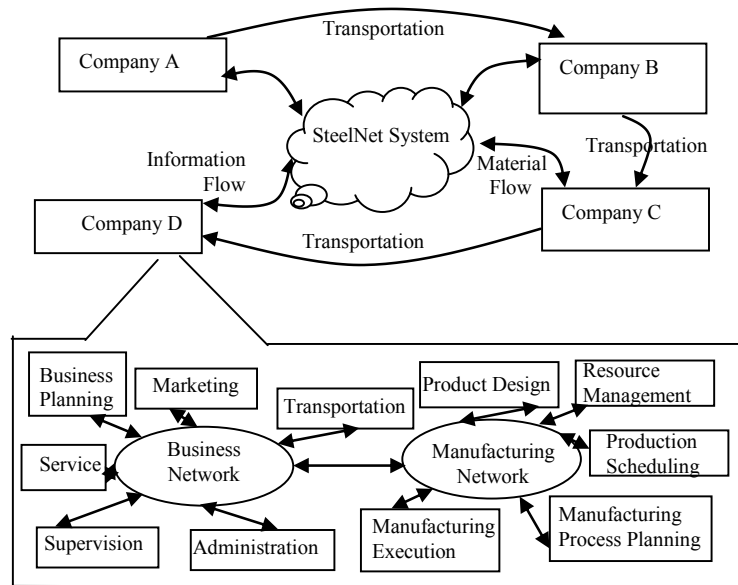 Transportation
Company A
Company B
SteelNet System
Transportation
Information
Flow
Material
Flow
Company D
Company C
Transportation
Business
Planning
Marketing
Transportation
Product Design
Resource
Management
Service
Business
Network
Manufacturing
Network
Production
Scheduling
Supervision
Administration
Manufacturing
Execution
Manufacturing
Process Planning